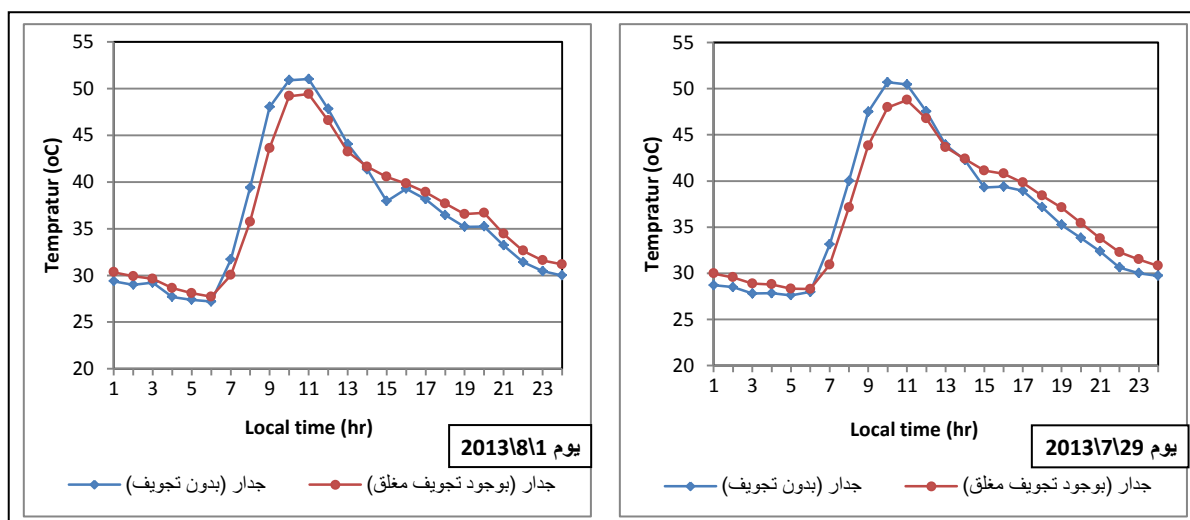 55
50
45
40
35
30
25
20
Tempratur (oC)
1 3 5 7 9 11 13 15 17 19 21 23
Local time (hr)
يوم 1\8\2013
جدار (بدون تجويف)
جدار (بوجود تجويف مغلق)
55
50
45
40
35
30
25
20
Tempratur (oC)
1 3 5 7 9 11 13 15 17 19 21 23
Local time (hr)
يوم 29\7\2013
جدار (بدون تجويف)
جدار (بوجود تجويف مغلق)